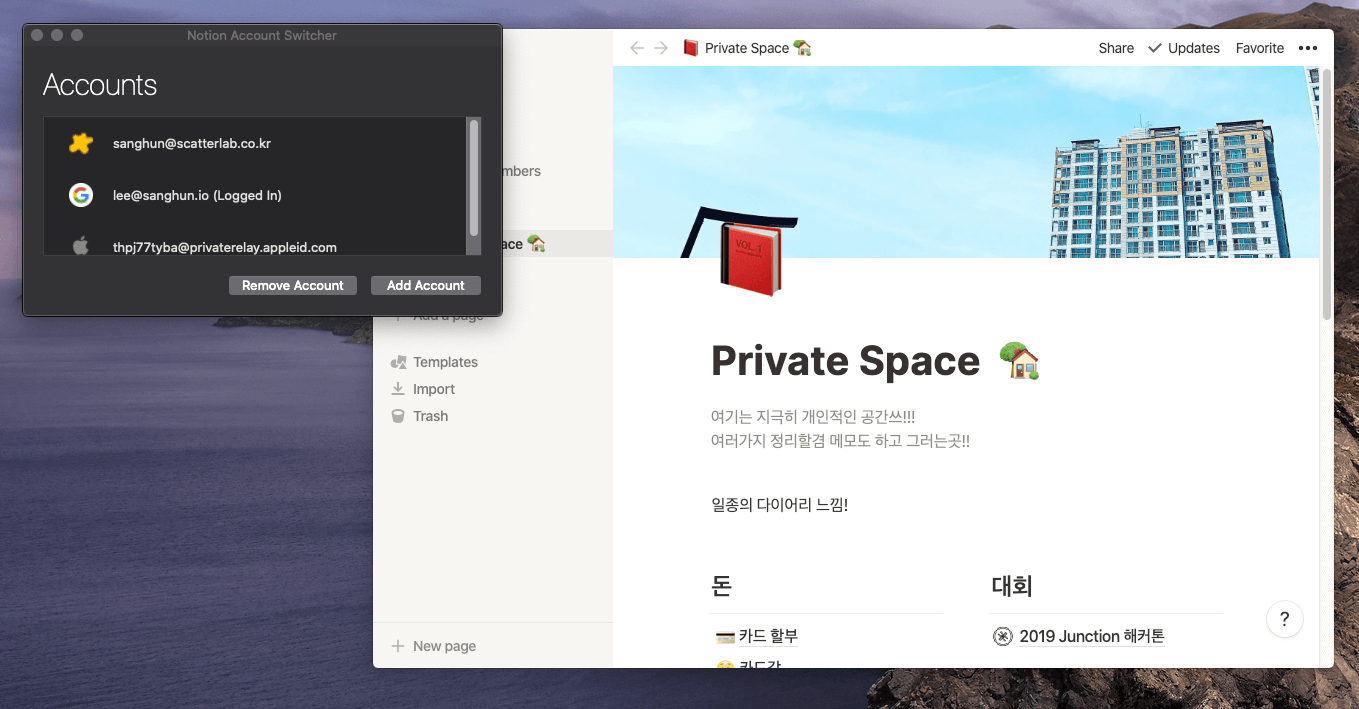 Notion Account Switcher
Accounts
sanghun@scatterlab.co.kr
lee@sanghun.io (Logged In)
thpj77tyba@privaterelay.appleid.com
Remove Account
Add Account
mbers
ace
Add a page
Templates
Import
Trash
New page
Private Space
Share
Updates
Favorite
VOL. 1
Private Space
여기는 지극히 개인적인 공간쓰!!!
여러가지 정리할겸 메모도 하고 그러는곳!!
일종의 다이어리 느낌!
돈
카드 할부
카드값
대회
2019 Junction 해커톤
?